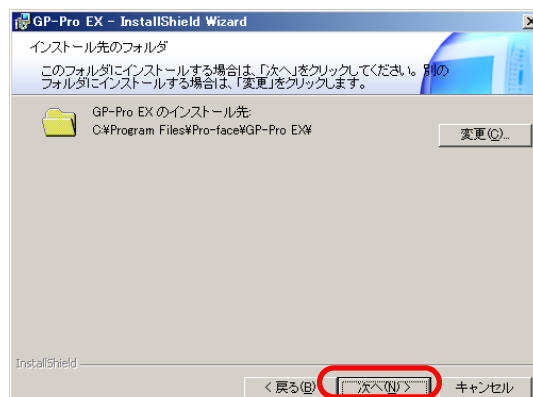 GP-Pro EX - InstallShield Wizard
インストール先のフォルダ
このフォルダにインストールする場合は、「次へ」をクリックしてください。別の
フォルダにインストールする場合は、「変更」をクリックします。
GP-Pro EX のインストール先:
C:¥Program Files¥Pro-face¥GP-Pro EX¥
変更(C)...
InstallShield
< 戻る(B)
次へ(N) >
キャンセル